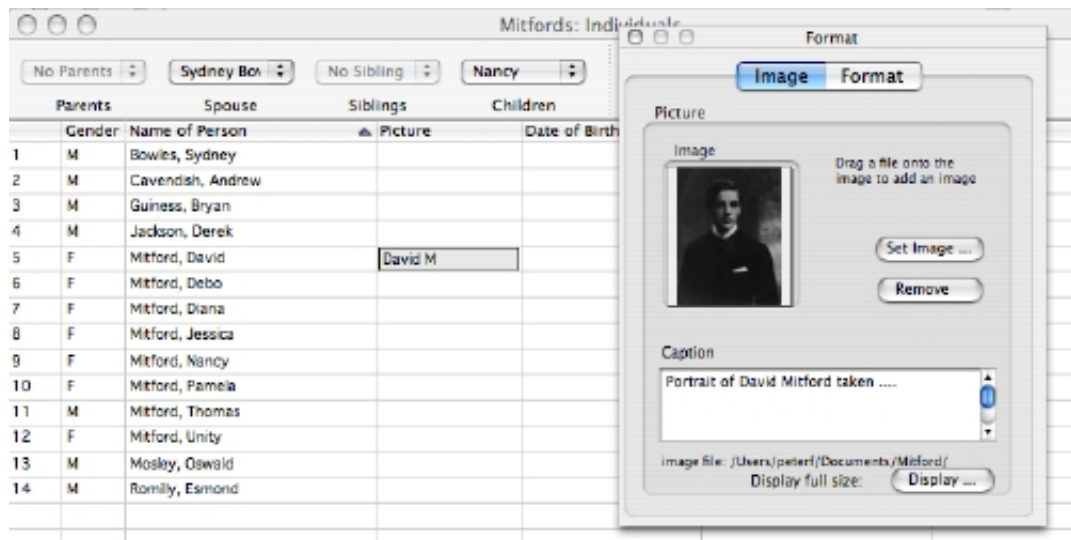 Mitfords: Individuals
No Parents
Sydney Bov
No Sibling
Nancy
Parents
Spouse
Siblings
Children
Gender Name of Person Picture Date of Birth
1 M Bowles, Sydney
2 M Cavendish, Andrew
3 M Guiness, Bryan
4 M Jackson, Derek
5 F Mitford, David David M
6 F Mitford, Debo
7 F Mitford, Diana
8 F Mitford, Jessica
9 F Mitford, Nancy
10 F Mitford, Pamela
11 M Mitford, Thomas
12 F Mitford, Unity
13 M Mosley, Oswald
14 M Romilly, Esmond
Format
Image Format
Picture
Image
Drag a file onto the
image to add an image
Set Image ...
Remove
Caption
Portrait of David Mitford taken .....
image file: /Users/peterf/Documents/Mitford/
Display full size: Display ...